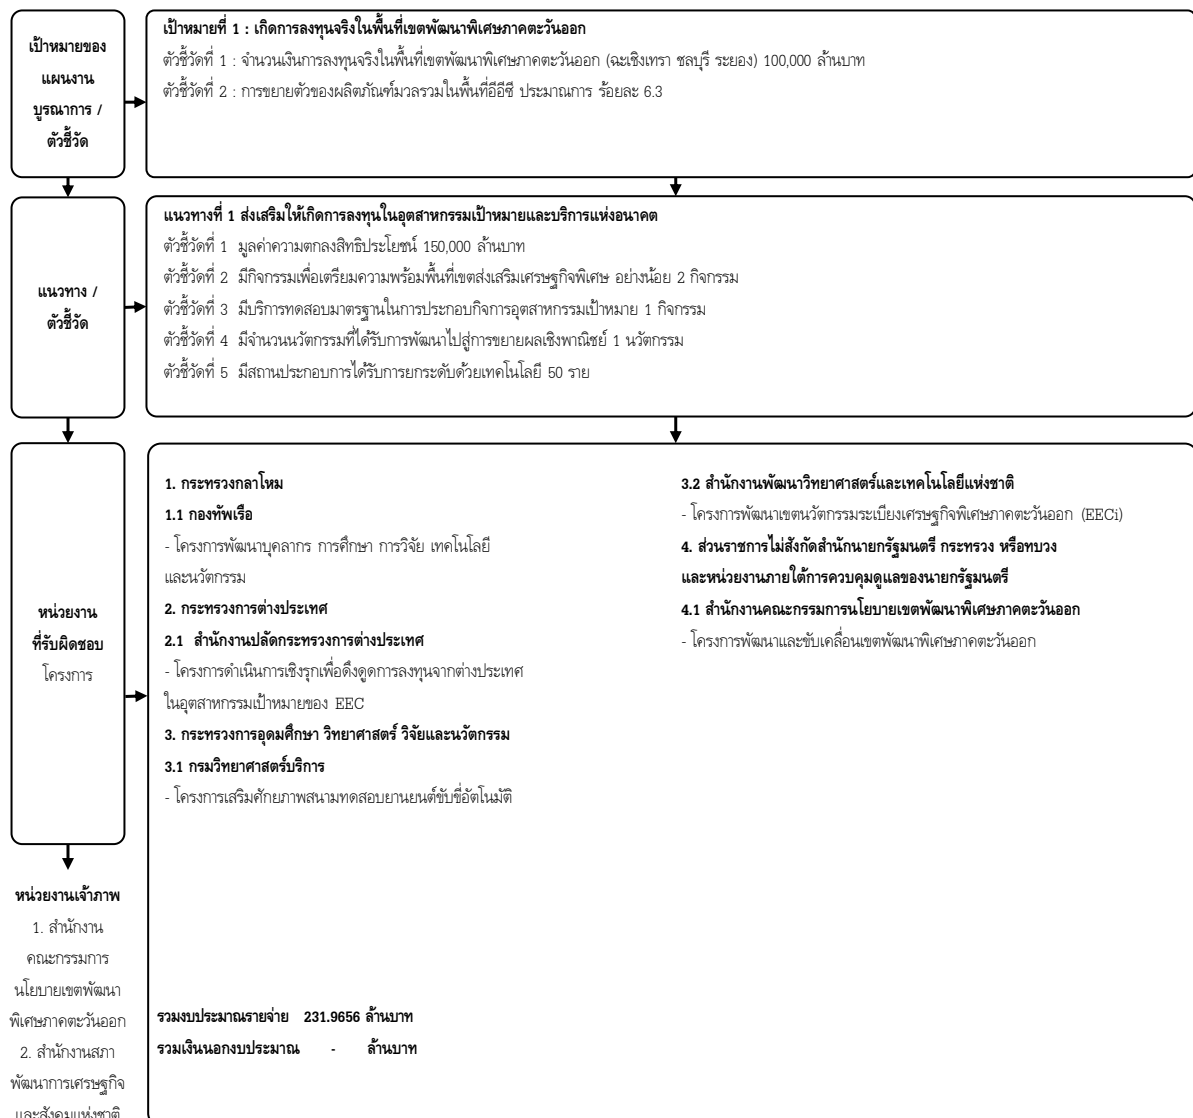 เป้าหมายของ
แผนงาน
บูรณาการ /
ตัวชี้วัด
เป้าหมายที่ 1 : เกิดการลงทุนจริงในพื้นที่เขตพัฒนาพิเศษภาคตะวันออก
ตัวชี้วัดที่ 1 : จำนวนเงินการลงทุนจริงในพื้นที่เขตพัฒนาพิเศษภาคตะวันออก (ฉะเชิงเทรา ชลบุรี ระยอง) 100,000 ล้านบาท
ตัวชี้วัดที่ 2 : การขยายตัวของผลิตภัณฑ์มวลรวมในพื้นที่อีอีซี ประมาณการ ร้อยละ 6.3
แนวทาง /
ตัวชี้วัด
แนวทางที่ 1 ส่งเสริมให้เกิดการลงทุนในอุตสาหกรรมเป้าหมายและบริการแห่งอนาคต
ตัวชี้วัดที่ 1 มูลค่าความตกลงสิทธิประโยชน์ 150,000 ล้านบาท
ตัวชี้วัดที่ 2 มีกิจกรรมเพื่อเตรียมความพร้อมพื้นที่เขตส่งเสริมเศรษฐกิจพิเศษ อย่างน้อย 2 กิจกรรม
ตัวชี้วัดที่ 3 มีบริการทดสอบมาตรฐานในการประกอบกิจการอุตสาหกรรมเป้าหมาย 1 กิจกรรม
ตัวชี้วัดที่ 4 มีจำนวนนวัตกรรมที่ได้รับการพัฒนาไปสู่การขยายผลเชิงพาณิชย์ 1 นวัตกรรม
ตัวชี้วัดที่ 5 มีสถานประกอบการได้รับการยกระดับด้วยเทคโนโลยี 50 ราย
หน่วยงาน
ที่รับผิดชอบ
โครงการ
1. กระทรวงกลาโหม
1.1 กองทัพเรือ
- โครงการพัฒนาบุคลากร การศึกษา การวิจัย เทคโนโลยี
และนวัตกรรม
2. กระทรวงการต่างประเทศ
2.1 สำนักงานปลัดกระทรวงการต่างประเทศ
- โครงการดำเนินการเชิงรุกเพื่อดึงดูดการลงทุนจากต่างประเทศ
ในอุตสาหกรรมเป้าหมายของ EEC
3. กระทรวงการอุดมศึกษา วิทยาศาสตร์ วิจัยและนวัตกรรม
3.1 กรมวิทยาศาสตร์บริการ
- โครงการเสริมศักยภาพสนามทดสอบยานยนต์ขับขี่อัตโนมัติ
3.2 สำนักงานพัฒนาวิทยาศาสตร์และเทคโนโลยีแห่งชาติ
- โครงการพัฒนาเขตนวัตกรรมระเบียงเศรษฐกิจพิเศษภาคตะวันออก (EECi)
4. ส่วนราชการไม่สังกัดสำนักนายกรัฐมนตรี กระทรวง หรือทบวง
และหน่วยงานภายใต้การควบคุมดูแลของนายกรัฐมนตรี
4.1 สำนักงานคณะกรรมการนโยบายเขตพัฒนาพิเศษภาคตะวันออก
- โครงการพัฒนาและขับเคลื่อนเขตพัฒนาพิเศษภาคตะวันออก
รวมงบประมาณรายจ่าย 231.9656 ล้านบาท
รวมเงินนอกงบประมาณ - ล้านบาท
หน่วยงานเจ้าภาพ
1. สำนักงาน
คณะกรรมการ
นโยบายเขตพัฒนา
พิเศษภาคตะวันออก
2. สำนักงานสภา
พัฒนาการเศรษฐกิจ
และสังคมแห่งชาติ